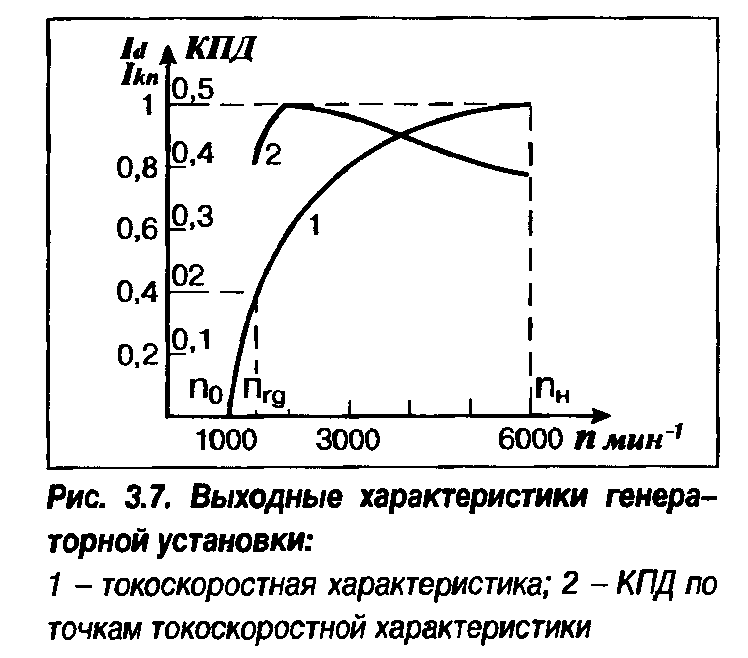 Id КПД
Ikп
1 0,5
0,8 0,4
2
0,6 0,3
1
0,4 02
0,2 0,1
n0 nrg nн
1000 3000 6000 n мин-1
Рис. 3.7. Выходные характеристики генера-
торной установки:
1 – токоскоростная характеристика; 2 – КПД по
точкам токоскоростной характеристики